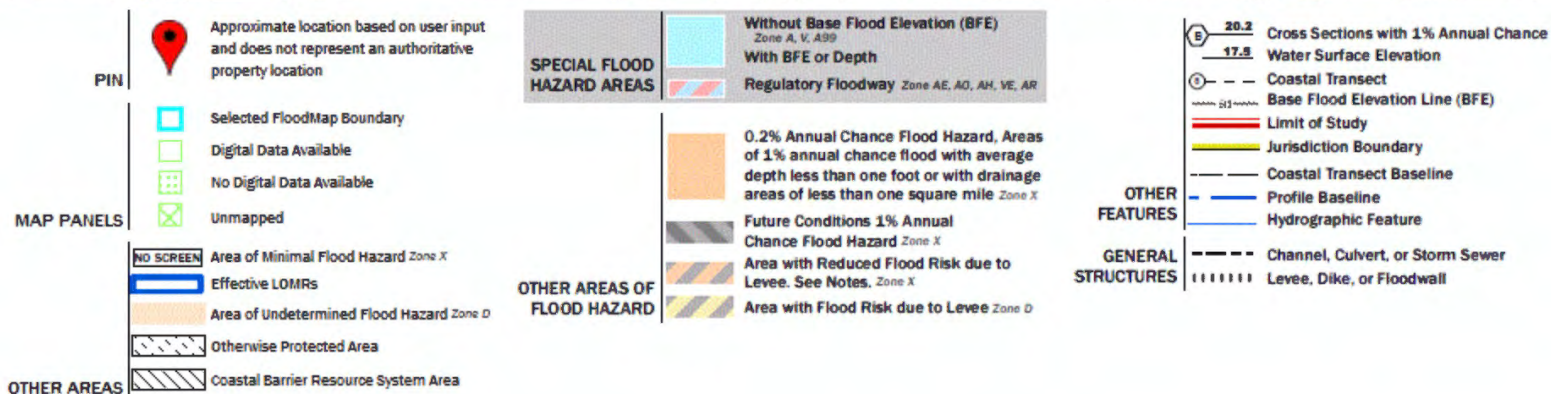 PIN
Approximate location based on user input
and does not represent an authoritative
property location
MAP PANELS
Selected FloodMap Boundary
Digital Data Available
No Digital Data Available
Unmapped
OTHER AREAS
NO SCREEN Area of Minimal Flood Hazard Zone X
Effective LOMRs
Area of Undetermined Flood Hazard Zone D
Otherwise Protected Area
Coastal Barrier Resource System Area
SPECIAL FLOOD
HAZARD AREAS
Without Base Flood Elevation (BFE)
Zone A, V, A99
With BFE or Depth
Regulatory Floodway Zone AE, AO, AH, VE, AR
OTHER AREAS OF
FLOOD HAZARD
0.2% Annual Chance Flood Hazard, Areas
of 1% annual chance flood with average
depth less than one foot or with drainage
areas of less than one square mile Zone X
Future Conditions 1% Annual
Chance Flood Hazard Zone X
Area with Reduced Flood Risk due to
Levee. See Notes. Zone X
Area with Flood Risk due to Levee Zone D
OTHER
FEATURES
20.2 Cross Sections with 1% Annual Chance
17.5 Water Surface Elevation
Coastal Transect
513 Base Flood Elevation Line (BFE)
Limit of Study
Jurisdiction Boundary
Coastal Transect Baseline
Profile Baseline
Hydrographic Feature
GENERAL
STRUCTURES
Channel, Culvert, or Storm Sewer
Levee, Dike, or Floodwall